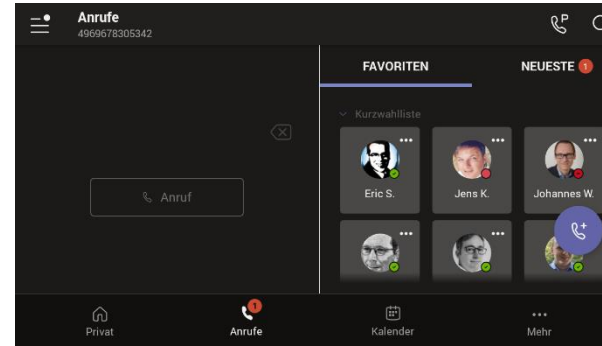 Anrufe
4969678305342
P
FAVORITEN
NEUESTE 1
Kurzwahlliste
Anruf
Eric S.
Jens K.
Johannes W.
Privat
1
Anrufe
Kalender
Mehr